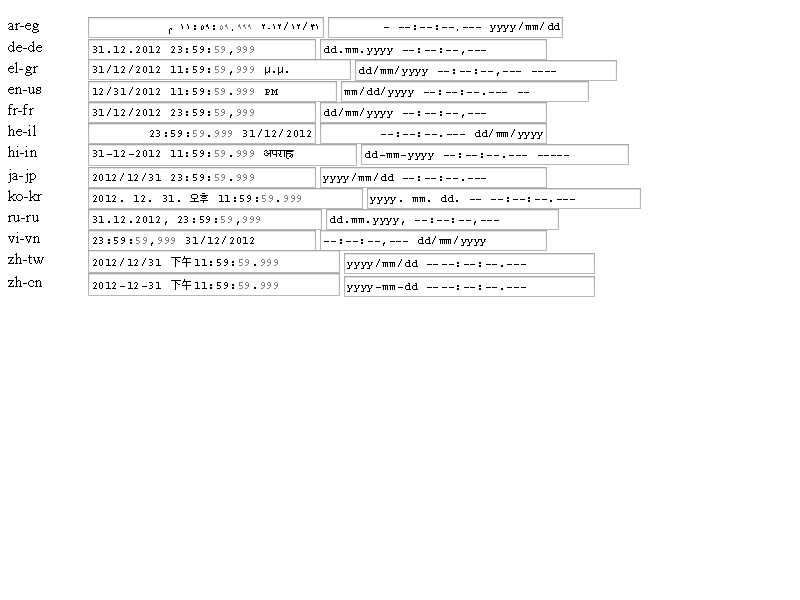 ar-eg م ١١:٥٩:٥٩.٩٩٩ ٢٠١٢/١٢/٣١ - --:--:--.--- yyyy/mm/dd
de-de 31.12.2012 23:59:59,999 dd.mm.yyyy --:--:--,---
el-gr 31/12/2012 11:59:59,999 μ.μ. dd/mm/yyyy --:--:--,--- ----
en-us 12/31/2012 11:59:59.999 PM mm/dd/yyyy --:--:--.--- --
fr-fr 31/12/2012 23:59:59,999 dd/mm/yyyy --:--:--,---
he-il 23:59:59.999 31/12/2012 --:--:--.--- dd/mm/yyyy
hi-in 31-12-2012 11:59:59.999 अपराह्न dd-mm-yyyy --:--:--.--- -----
ja-jp 2012/12/31 23:59:59.999 yyyy/mm/dd --:--:--.---
ko-kr 2012. 12. 31. 오후 11:59:59.999 yyyy. mm. dd. -- --:--:--.---
ru-ru 31.12.2012, 23:59:59,999 dd.mm.yyyy, --:--:--,---
vi-vn 23:59:59,999 31/12/2012 --:--:--,--- dd/mm/yyyy
zh-tw 2012/12/31 下午11:59:59.999 yyyy/mm/dd ----:--:--.---
zh-cn 2012-12-31 下午11:59:59.999 yyyy-mm-dd ----:--:--.---